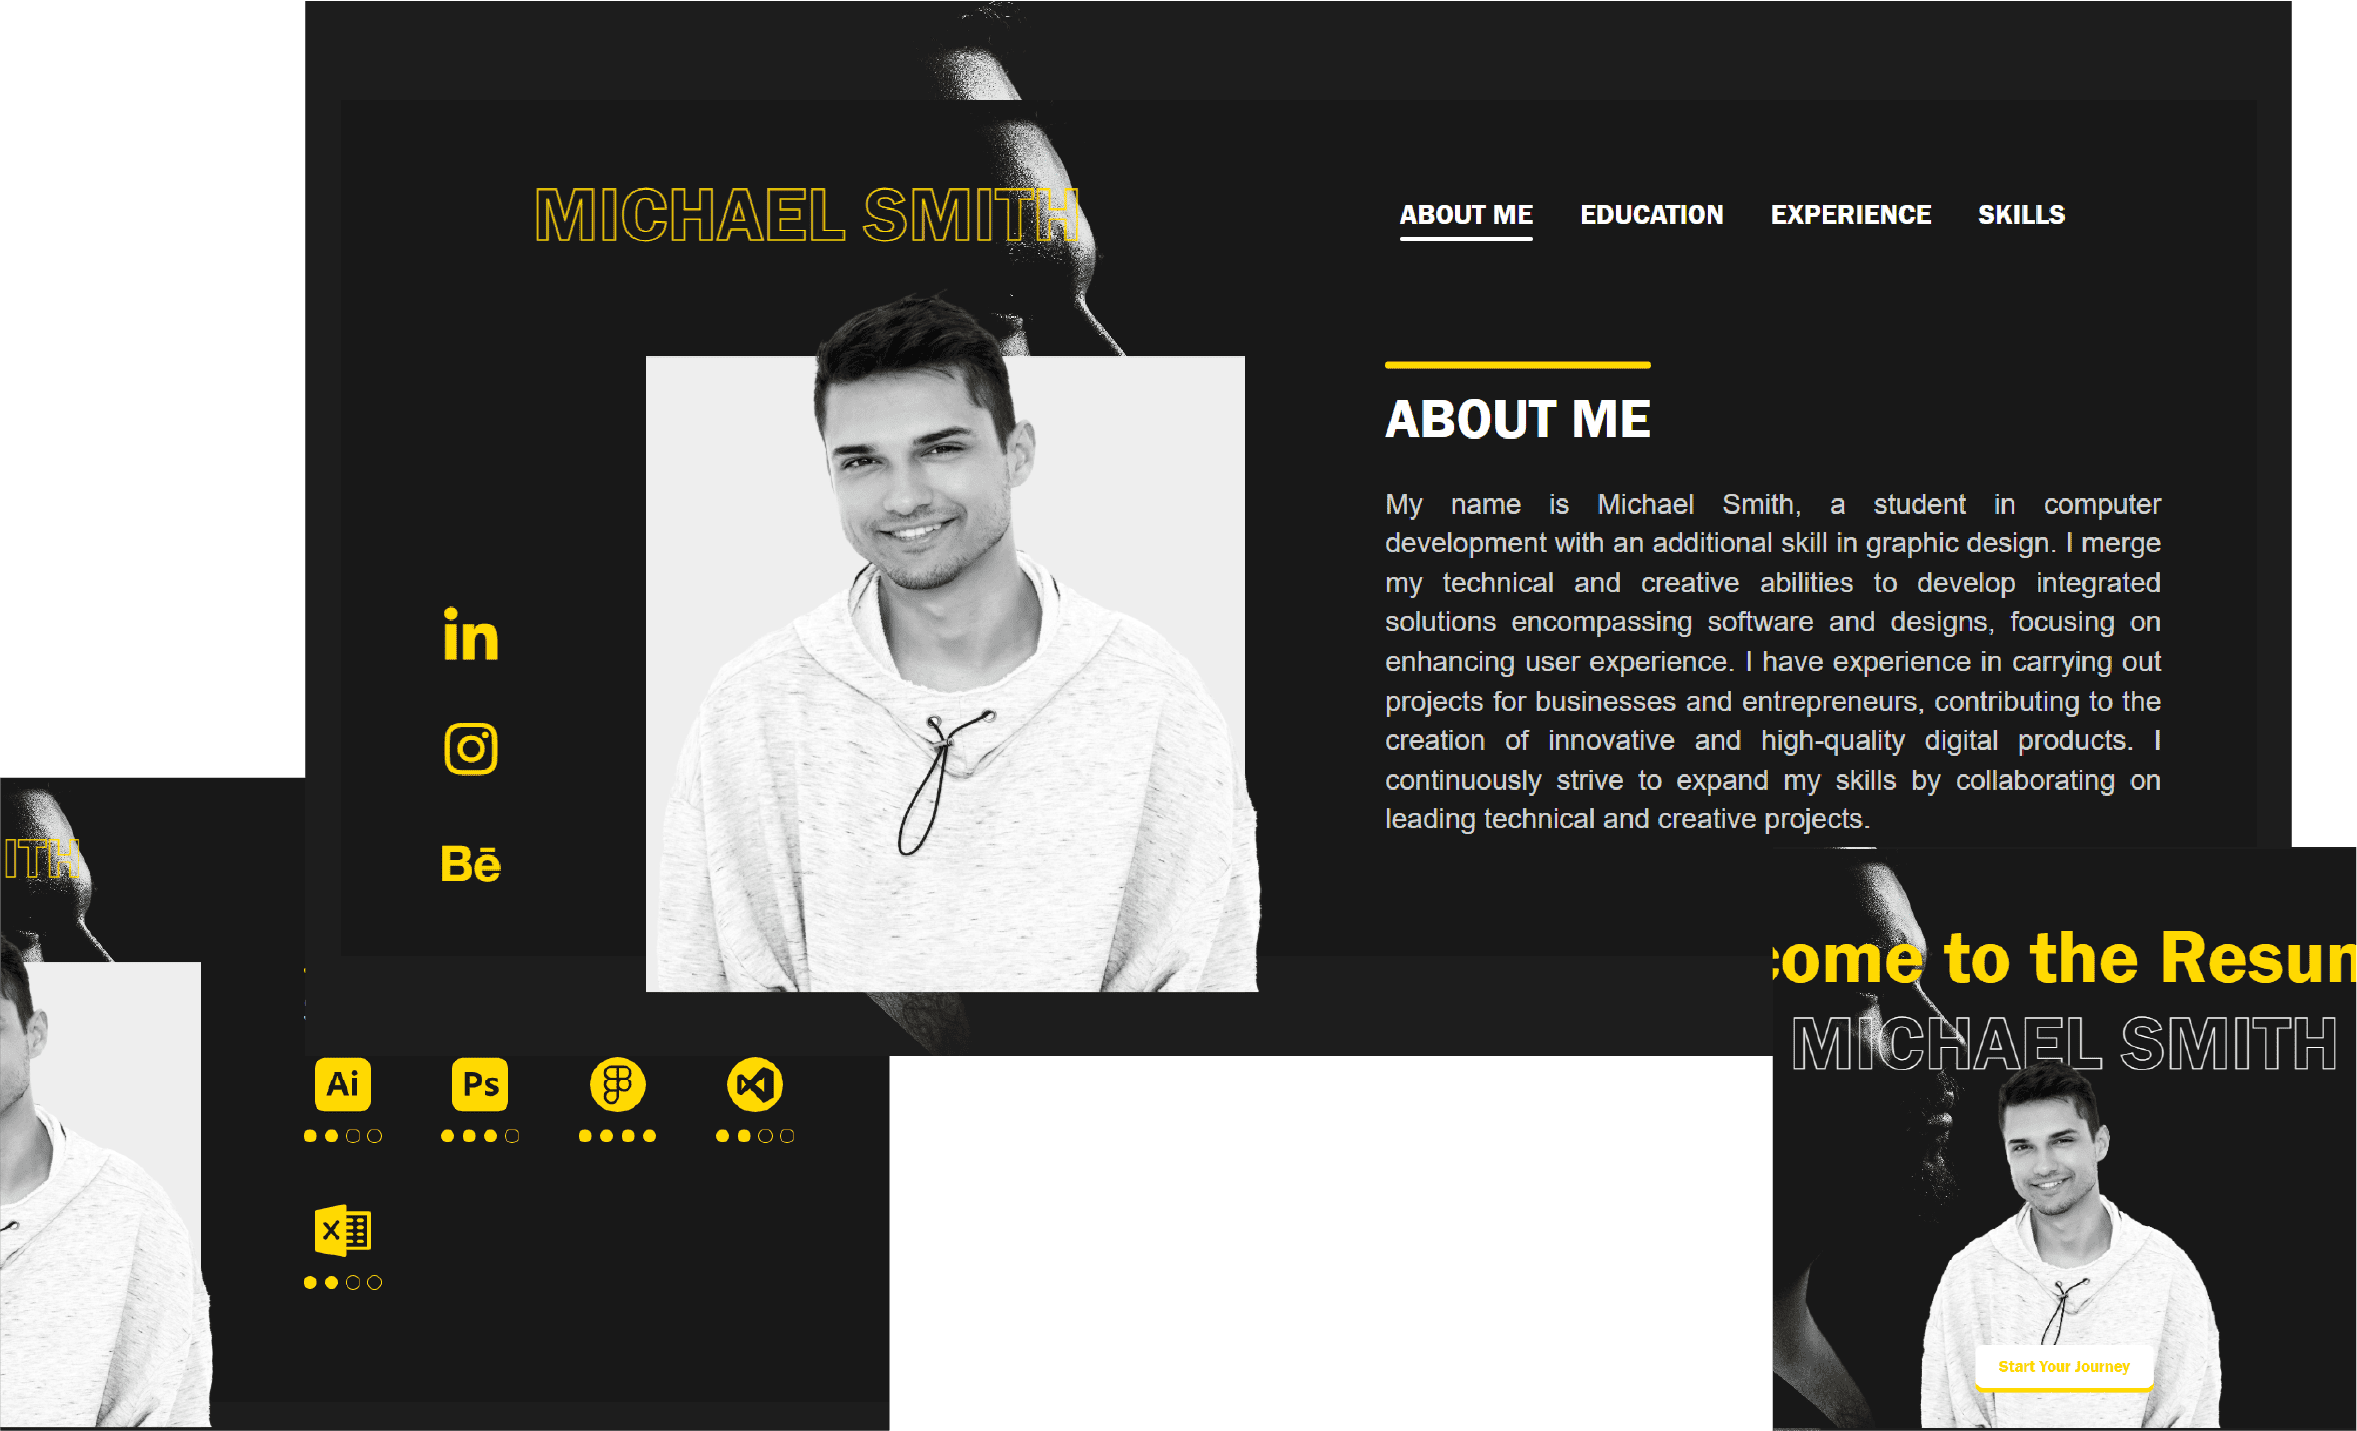 MICHAEL SMITH
ABOUT ME EDUCATION EXPERIENCE SKILLS
ABOUT ME
My name is Michael Smith, a student in computer
development with an additional skill in graphic design. I merge
my technical and creative abilities to develop integrated
solutions encompassing software and designs, focusing on
enhancing user experience. I have experience in carrying out
projects for businesses and entrepreneurs, contributing to the
creation of innovative and high-quality digital products. I
continuously strive to expand my skills by collaborating on
leading technical and creative projects.
in
Bē
ITH
Ai Ps
X
come to the Resum
MICHAEL SMITH
Start Your Journey